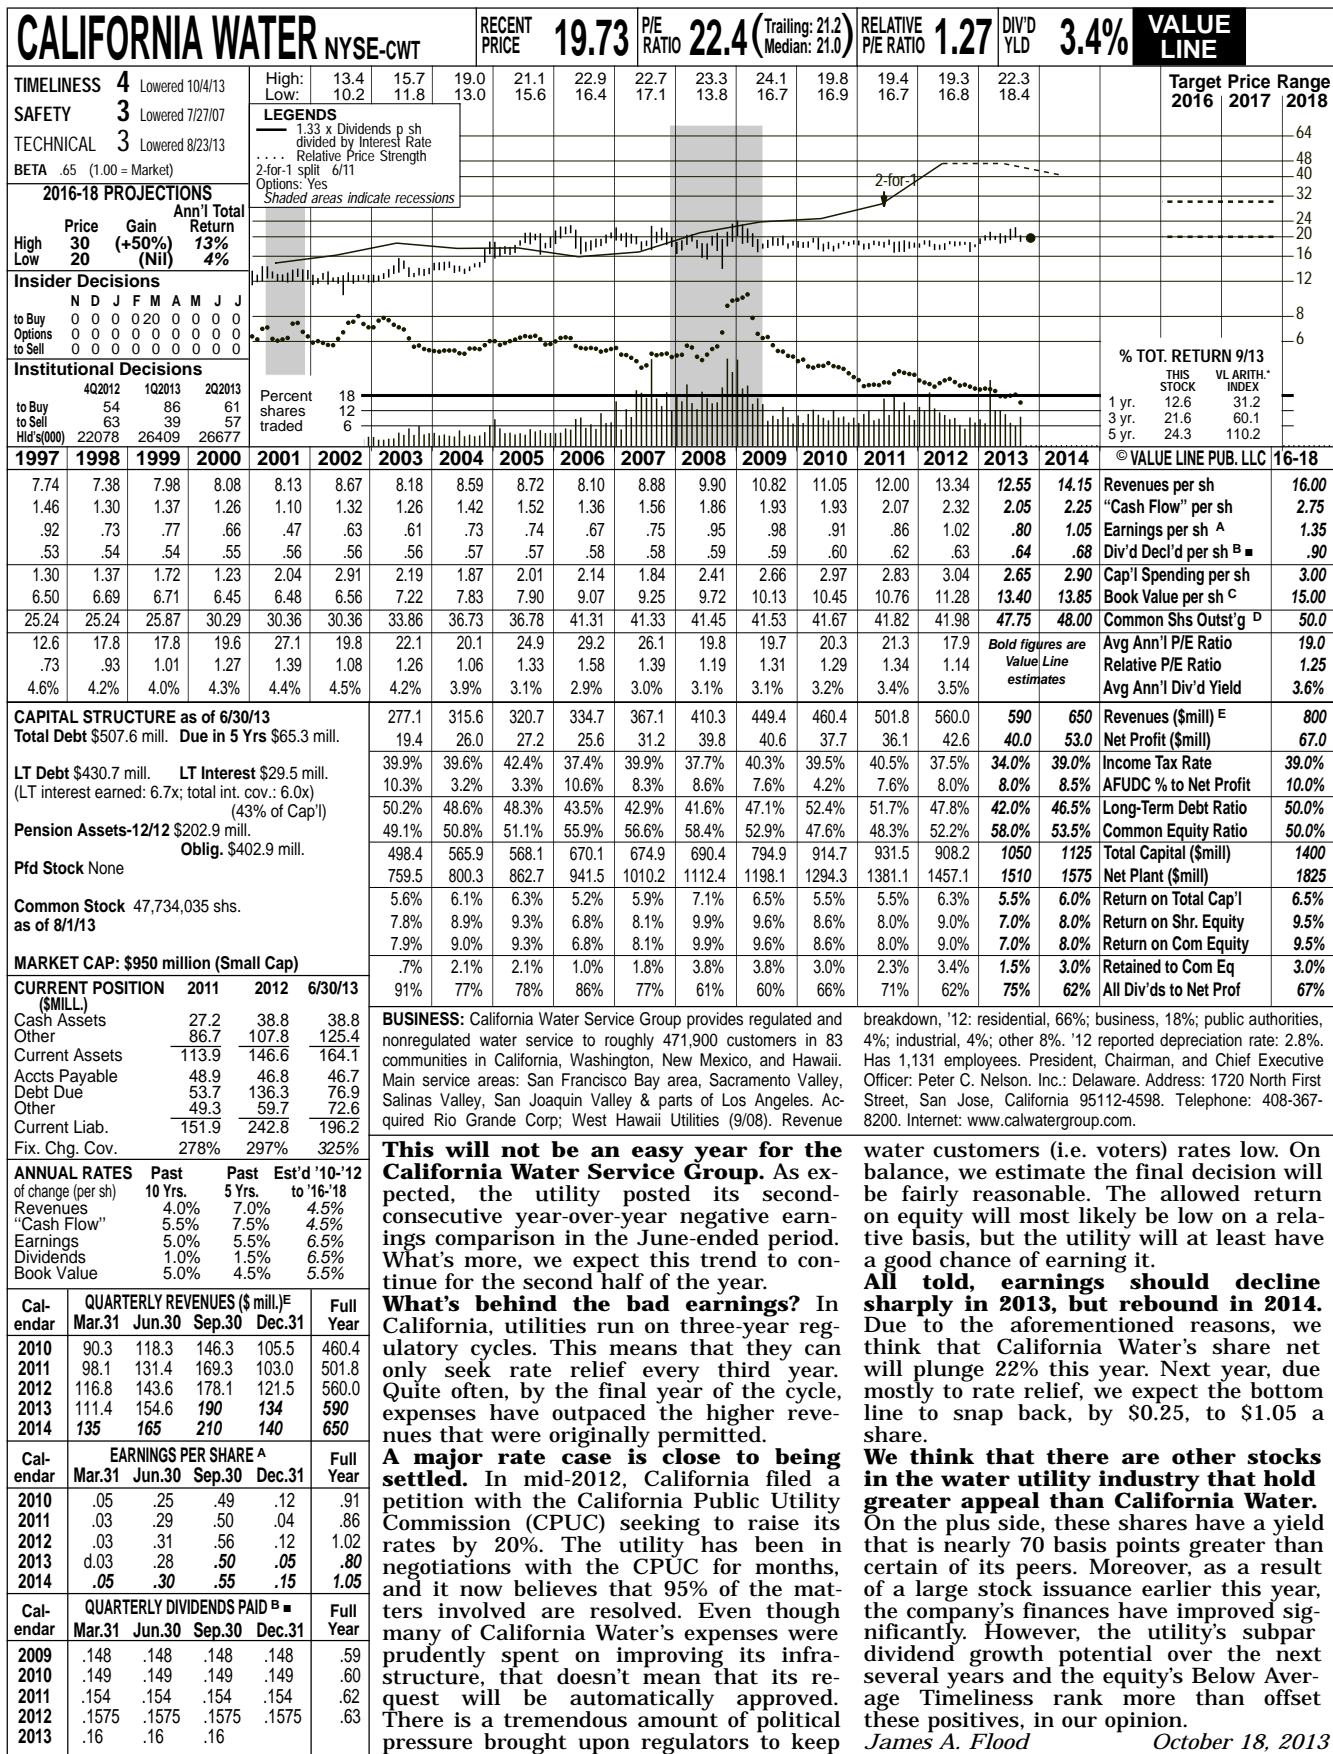 CALIFORNIA WATER NYSE-CWT
RECENT PRICE 19.73
P/E RATIO 22.4 (Trailing: 21.2 Median: 21.0)
RELATIVE P/E RATIO 1.27
DIV'D YLD 3.4%
VALUE LINE
TIMELINESS 4 Lowered 10/4/13
SAFETY 3 Lowered 7/27/07
TECHNICAL 3 Lowered 8/23/13
BETA .65 (1.00 = Market)
2016-18 PROJECTIONS
Ann'l Total
Price Gain Return
High 30 (+50%) 13%
Low 20 (Nil) 4%
Insider Decisions
N D J F M A M J J
to Buy 0 0 0 0 20 0 0 0 0
Options 0 0 0 0 0 0 0 0 0
to Sell 0 0 0 0 0 0 0 0 0
Institutional Decisions
4Q2012 1Q2013 2Q2013
to Buy 54 86 61
to Sell 63 39 57
Hld's(000) 22078 26409 26677
High: 13.4 15.7 19.0 21.1 22.9 22.7 23.3 24.1 19.8 19.4 19.3 22.3
Low: 10.2 11.8 13.0 15.6 16.4 17.1 13.8 16.7 16.9 16.7 16.8 18.4
LEGENDS
1.33 x Dividends p sh
divided by Interest Rate
. . . . Relative Price Strength
2-for-1 split 6/11
Options: Yes
Shaded areas indicate recessions
2-for-1
Target Price Range
2016 2017 2018
64
48
40
32
24
20
16
12
8
6
Percent shares traded
18
12
6
% TOT. RETURN 9/13
THIS STOCK VL ARITH.* INDEX
1 yr. 12.6 31.2
3 yr. 21.6 60.1
5 yr. 24.3 110.2
1997 1998 1999 2000 2001 2002 2003 2004 2005 2006 2007 2008 2009 2010 2011 2012 2013 2014 © VALUE LINE PUB. LLC 16-18
7.74 7.38 7.98 8.08 8.13 8.67 8.18 8.59 8.72 8.10 8.88 9.90 10.82 11.05 12.00 13.34 12.55 14.15 Revenues per sh 16.00
1.46 1.30 1.37 1.26 1.10 1.32 1.26 1.42 1.52 1.36 1.56 1.86 1.93 1.93 2.07 2.32 2.05 2.25 "Cash Flow" per sh 2.75
.92 .73 .77 .66 .47 .63 .61 .73 .74 .67 .75 .95 .98 .91 .86 1.02 .80 1.05 Earnings per sh A 1.35
.53 .54 .54 .55 .56 .56 .56 .57 .57 .58 .58 .59 .59 .60 .62 .63 .64 .68 Div'd Decl'd per sh B ■ .90
1.30 1.37 1.72 1.23 2.04 2.91 2.19 1.87 2.01 2.14 1.84 2.41 2.66 2.97 2.83 3.04 2.65 2.90 Cap'l Spending per sh 3.00
6.50 6.69 6.71 6.45 6.48 6.56 7.22 7.83 7.90 9.07 9.25 9.72 10.13 10.45 10.76 11.28 13.40 13.85 Book Value per sh C 15.00
25.24 25.24 25.87 30.29 30.36 30.36 33.86 36.73 36.78 41.31 41.33 41.45 41.53 41.67 41.82 41.98 47.75 48.00 Common Shs Outst'g D 50.0
12.6 17.8 17.8 19.6 27.1 19.8 22.1 20.1 24.9 29.2 26.1 19.8 19.7 20.3 21.3 17.9 Bold figures are Avg Ann'l P/E Ratio 19.0
.73 .93 1.01 1.27 1.39 1.08 1.26 1.06 1.33 1.58 1.39 1.19 1.31 1.29 1.34 1.14 Value Line Relative P/E Ratio 1.25
4.6% 4.2% 4.0% 4.3% 4.4% 4.5% 4.2% 3.9% 3.1% 2.9% 3.0% 3.1% 3.1% 3.2% 3.4% 3.5% estimates Avg Ann'l Div'd Yield 3.6%
277.1 315.6 320.7 334.7 367.1 410.3 449.4 460.4 501.8 560.0 590 650 Revenues ($mill) E 800
19.4 26.0 27.2 25.6 31.2 39.8 40.6 37.7 36.1 42.6 40.0 53.0 Net Profit ($mill) 67.0
39.9% 39.6% 42.4% 37.4% 39.9% 37.7% 40.3% 39.5% 40.5% 37.5% 34.0% 39.0% Income Tax Rate 39.0%
10.3% 3.2% 3.3% 10.6% 8.3% 8.6% 7.6% 4.2% 7.6% 8.0% 8.0% 8.5% AFUDC % to Net Profit 10.0%
50.2% 48.6% 48.3% 43.5% 42.9% 41.6% 47.1% 52.4% 51.7% 47.8% 42.0% 46.5% Long-Term Debt Ratio 50.0%
49.1% 50.8% 51.1% 55.9% 56.6% 58.4% 52.9% 47.6% 48.3% 52.2% 58.0% 53.5% Common Equity Ratio 50.0%
498.4 565.9 568.1 670.1 674.9 690.4 794.9 914.7 931.5 908.2 1050 1125 Total Capital ($mill) 1400
759.5 800.3 862.7 941.5 1010.2 1112.4 1198.1 1294.3 1381.1 1457.1 1510 1575 Net Plant ($mill) 1825
5.6% 6.1% 6.3% 5.2% 5.9% 7.1% 6.5% 5.5% 5.5% 6.3% 5.5% 6.0% Return on Total Cap'l 6.5%
7.8% 8.9% 9.3% 6.8% 8.1% 9.9% 9.6% 8.6% 8.0% 9.0% 7.0% 8.0% Return on Shr. Equity 9.5%
7.9% 9.0% 9.3% 6.8% 8.1% 9.9% 9.6% 8.6% 8.0% 9.0% 7.0% 8.0% Return on Com Equity 9.5%
.7% 2.1% 2.1% 1.0% 1.8% 3.8% 3.8% 3.0% 2.3% 3.4% 1.5% 3.0% Retained to Com Eq 3.0%
91% 77% 78% 86% 77% 61% 60% 66% 71% 62% 75% 62% All Div'ds to Net Prof 67%
CAPITAL STRUCTURE as of 6/30/13
Total Debt $507.6 mill. Due in 5 Yrs $65.3 mill.
LT Debt $430.7 mill. LT Interest $29.5 mill.
(LT interest earned: 6.7x; total int. cov.: 6.0x)
(43% of Cap'l)
Pension Assets-12/12 $202.9 mill.
Oblig. $402.9 mill.
Pfd Stock None
Common Stock 47,734,035 shs.
as of 8/1/13
MARKET CAP: $950 million (Small Cap)
CURRENT POSITION 2011 2012 6/30/13
($MILL.)
Cash Assets 27.2 38.8 38.8
Other 86.7 107.8 125.4
Current Assets 113.9 146.6 164.1
Accts Payable 48.9 46.8 46.7
Debt Due 53.7 136.3 76.9
Other 49.3 59.7 72.6
Current Liab. 151.9 242.8 196.2
Fix. Chg. Cov. 278% 297% 325%
ANNUAL RATES Past Past Est'd '10-'12
of change (per sh) 10 Yrs. 5 Yrs. to '16-'18
Revenues 4.0% 7.0% 4.5%
"Cash Flow" 5.5% 7.5% 4.5%
Earnings 5.0% 5.5% 6.5%
Dividends 1.0% 1.5% 6.5%
Book Value 5.0% 4.5% 5.5%
Cal-endar QUARTERLY REVENUES ($ mill.)E Full Year
Mar.31 Jun.30 Sep.30 Dec.31
2010 90.3 118.3 146.3 105.5 460.4
2011 98.1 131.4 169.3 103.0 501.8
2012 116.8 143.6 178.1 121.5 560.0
2013 111.4 154.6 190 134 590
2014 135 165 210 140 650
Cal-endar EARNINGS PER SHARE A Full Year
Mar.31 Jun.30 Sep.30 Dec.31
2010 .05 .25 .49 .12 .91
2011 .03 .29 .50 .04 .86
2012 .03 .31 .56 .12 1.02
2013 d.03 .28 .50 .05 .80
2014 .05 .30 .55 .15 1.05
Cal-endar QUARTERLY DIVIDENDS PAID B ■ Full Year
Mar.31 Jun.30 Sep.30 Dec.31
2009 .148 .148 .148 .148 .59
2010 .149 .149 .149 .149 .60
2011 .154 .154 .154 .154 .62
2012 .1575 .1575 .1575 .1575 .63
2013 .16 .16 .16
BUSINESS: California Water Service Group provides regulated and
nonregulated water service to roughly 471,900 customers in 83
communities in California, Washington, New Mexico, and Hawaii.
Main service areas: San Francisco Bay area, Sacramento Valley,
Salinas Valley, San Joaquin Valley & parts of Los Angeles. Ac-
quired Rio Grande Corp; West Hawaii Utilities (9/08). Revenue
breakdown, '12: residential, 66%; business, 18%; public authorities,
4%; industrial, 4%; other 8%. '12 reported depreciation rate: 2.8%.
Has 1,131 employees. President, Chairman, and Chief Executive
Officer: Peter C. Nelson. Inc.: Delaware. Address: 1720 North First
Street, San Jose, California 95112-4598. Telephone: 408-367-
8200. Internet: www.calwatergroup.com.
This will not be an easy year for the
California Water Service Group. As ex-
pected, the utility posted its second-
consecutive year-over-year negative earn-
ings comparison in the June-ended period.
What's more, we expect this trend to con-
tinue for the second half of the year.
What's behind the bad earnings? In
California, utilities run on three-year reg-
ulatory cycles. This means that they can
only seek rate relief every third year.
Quite often, by the final year of the cycle,
expenses have outpaced the higher reve-
nues that were originally permitted.
A major rate case is close to being
settled. In mid-2012, California filed a
petition with the California Public Utility
Commission (CPUC) seeking to raise its
rates by 20%. The utility has been in
negotiations with the CPUC for months,
and it now believes that 95% of the mat-
ters involved are resolved. Even though
many of California Water's expenses were
prudently spent on improving its infra-
structure, that doesn't mean that its re-
quest will be automatically approved.
There is a tremendous amount of political
pressure brought upon regulators to keep
water customers (i.e. voters) rates low. On
balance, we estimate the final decision will
be fairly reasonable. The allowed return
on equity will most likely be low on a rela-
tive basis, but the utility will at least have
a good chance of earning it.
All told, earnings should decline
sharply in 2013, but rebound in 2014.
Due to the aforementioned reasons, we
think that California Water's share net
will plunge 22% this year. Next year, due
mostly to rate relief, we expect the bottom
line to snap back, by $0.25, to $1.05 a
share.
We think that there are other stocks
in the water utility industry that hold
greater appeal than California Water.
On the plus side, these shares have a yield
that is nearly 70 basis points greater than
certain of its peers. Moreover, as a result
of a large stock issuance earlier this year,
the company's finances have improved sig-
nificantly. However, the utility's subpar
dividend growth potential over the next
several years and the equity's Below Aver-
age Timeliness rank more than offset
these positives, in our opinion.
James A. Flood October 18, 2013